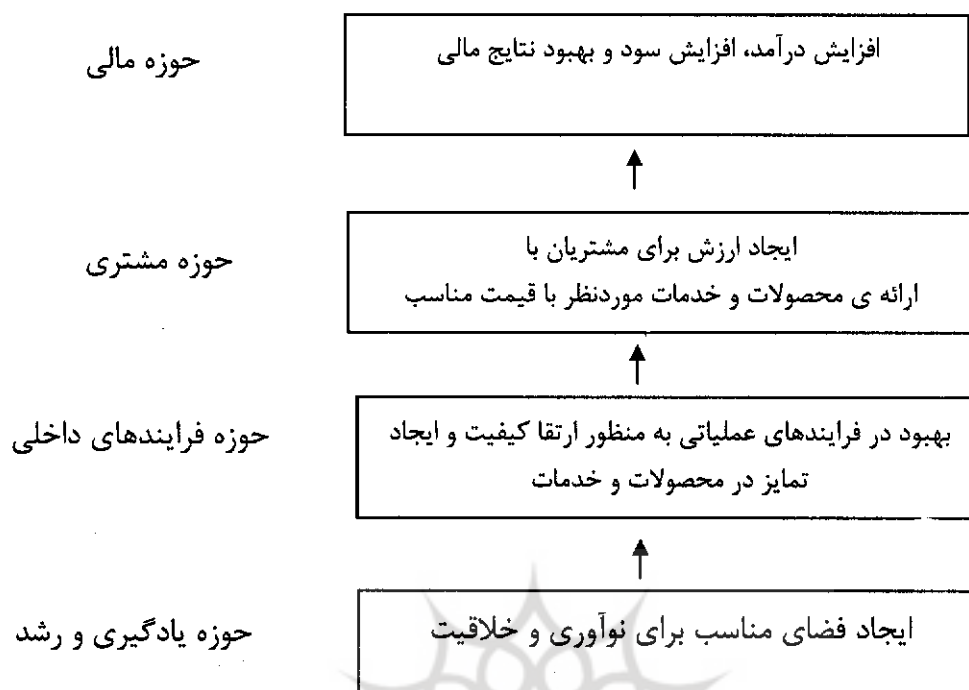 افزایش درآمد، افزایش سود و بهبود نتایج مالی
حوزه مالی
ایجاد ارزش برای مشتریان با
ارائه ی محصولات و خدمات موردنظر با قیمت مناسب
حوزه مشتری
بهبود در فرایندهای عملیاتی به منظور ارتقا کیفیت و ایجاد
تمایز در محصولات و خدمات
حوزه فرایندهای داخلی
ایجاد فضای مناسب برای نوآوری و خلاقیت
حوزه یادگیری و رشد